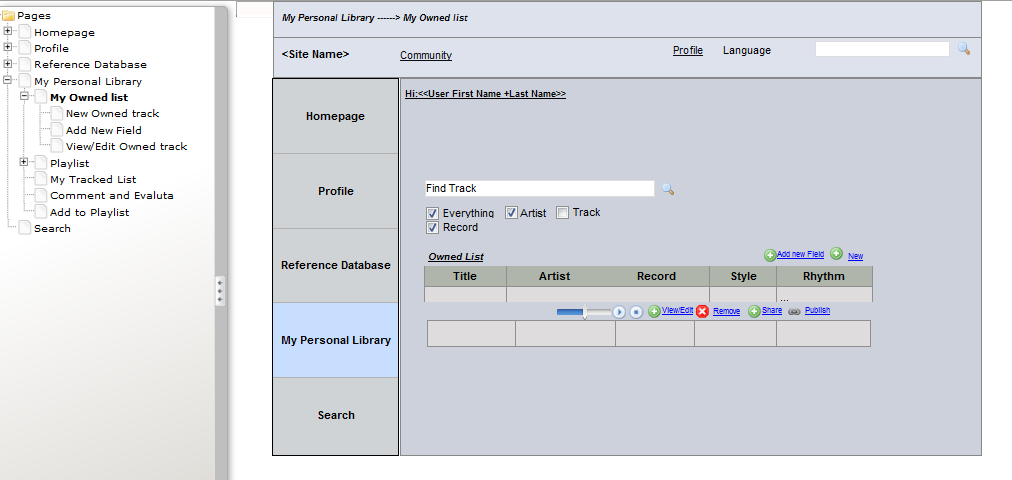 Pages
Homepage
Profile
Reference Database
My Personal Library
My Owned list
New Owned track
Add New Field
View/Edit Owned track
Playlist
My Tracked List
Comment and Evaluta
Add to Playlist
Search
My Personal Library ------> My Owned list
<Site Name> Community Profile Language
Homepage
Profile
Reference Database
My Personal Library
Search
Hi:<<User First Name +Last Name>>
Find Track
Everything Artist Track
Record
Owned List Add new Field New
Title Artist Record Style Rhythm
...
View/Edit Remove Share Publish